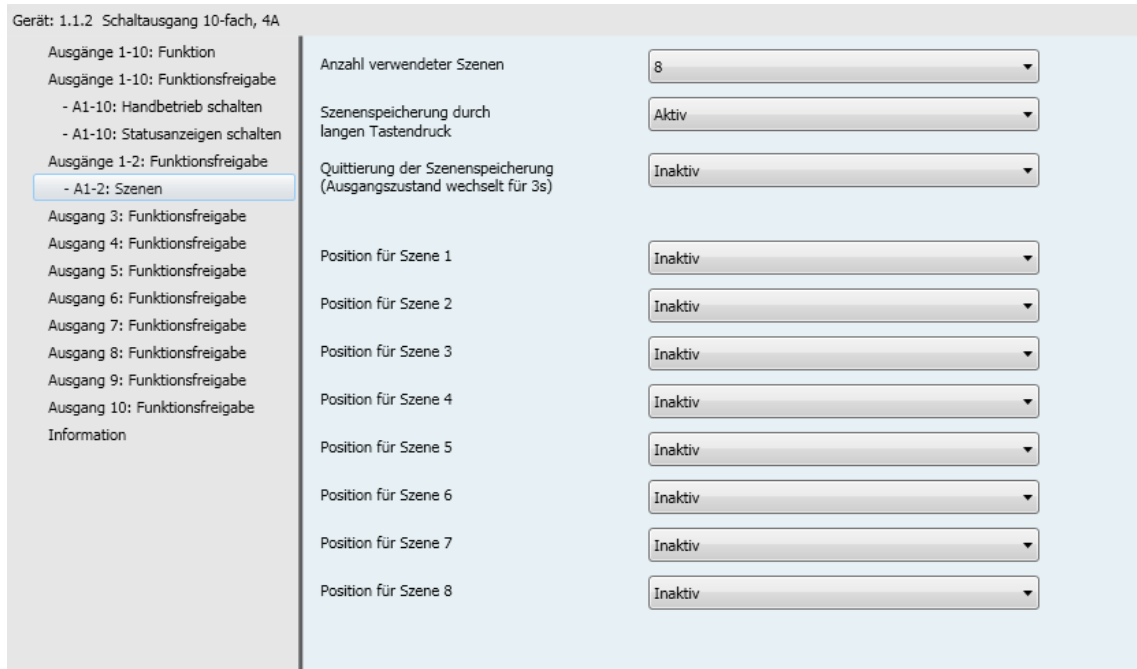 Gerät: 1.1.2 Schaltausgang 10-fach, 4A
Ausgänge 1-10: Funktion
Ausgänge 1-10: Funktionsfreigabe
- A1-10: Handbetrieb schalten
- A1-10: Statusanzeigen schalten
Ausgänge 1-2: Funktionsfreigabe
- A1-2: Szenen
Ausgang 3: Funktionsfreigabe
Ausgang 4: Funktionsfreigabe
Ausgang 5: Funktionsfreigabe
Ausgang 6: Funktionsfreigabe
Ausgang 7: Funktionsfreigabe
Ausgang 8: Funktionsfreigabe
Ausgang 9: Funktionsfreigabe
Ausgang 10: Funktionsfreigabe
Information
Anzahl verwendeter Szenen
8
Szenenspeicherung durch
langen Tastendruck
Aktiv
Quittierung der Szenenspeicherung
(Ausgangszustand wechselt für 3s)
Inaktiv
Position für Szene 1
Inaktiv
Position für Szene 2
Inaktiv
Position für Szene 3
Inaktiv
Position für Szene 4
Inaktiv
Position für Szene 5
Inaktiv
Position für Szene 6
Inaktiv
Position für Szene 7
Inaktiv
Position für Szene 8
Inaktiv